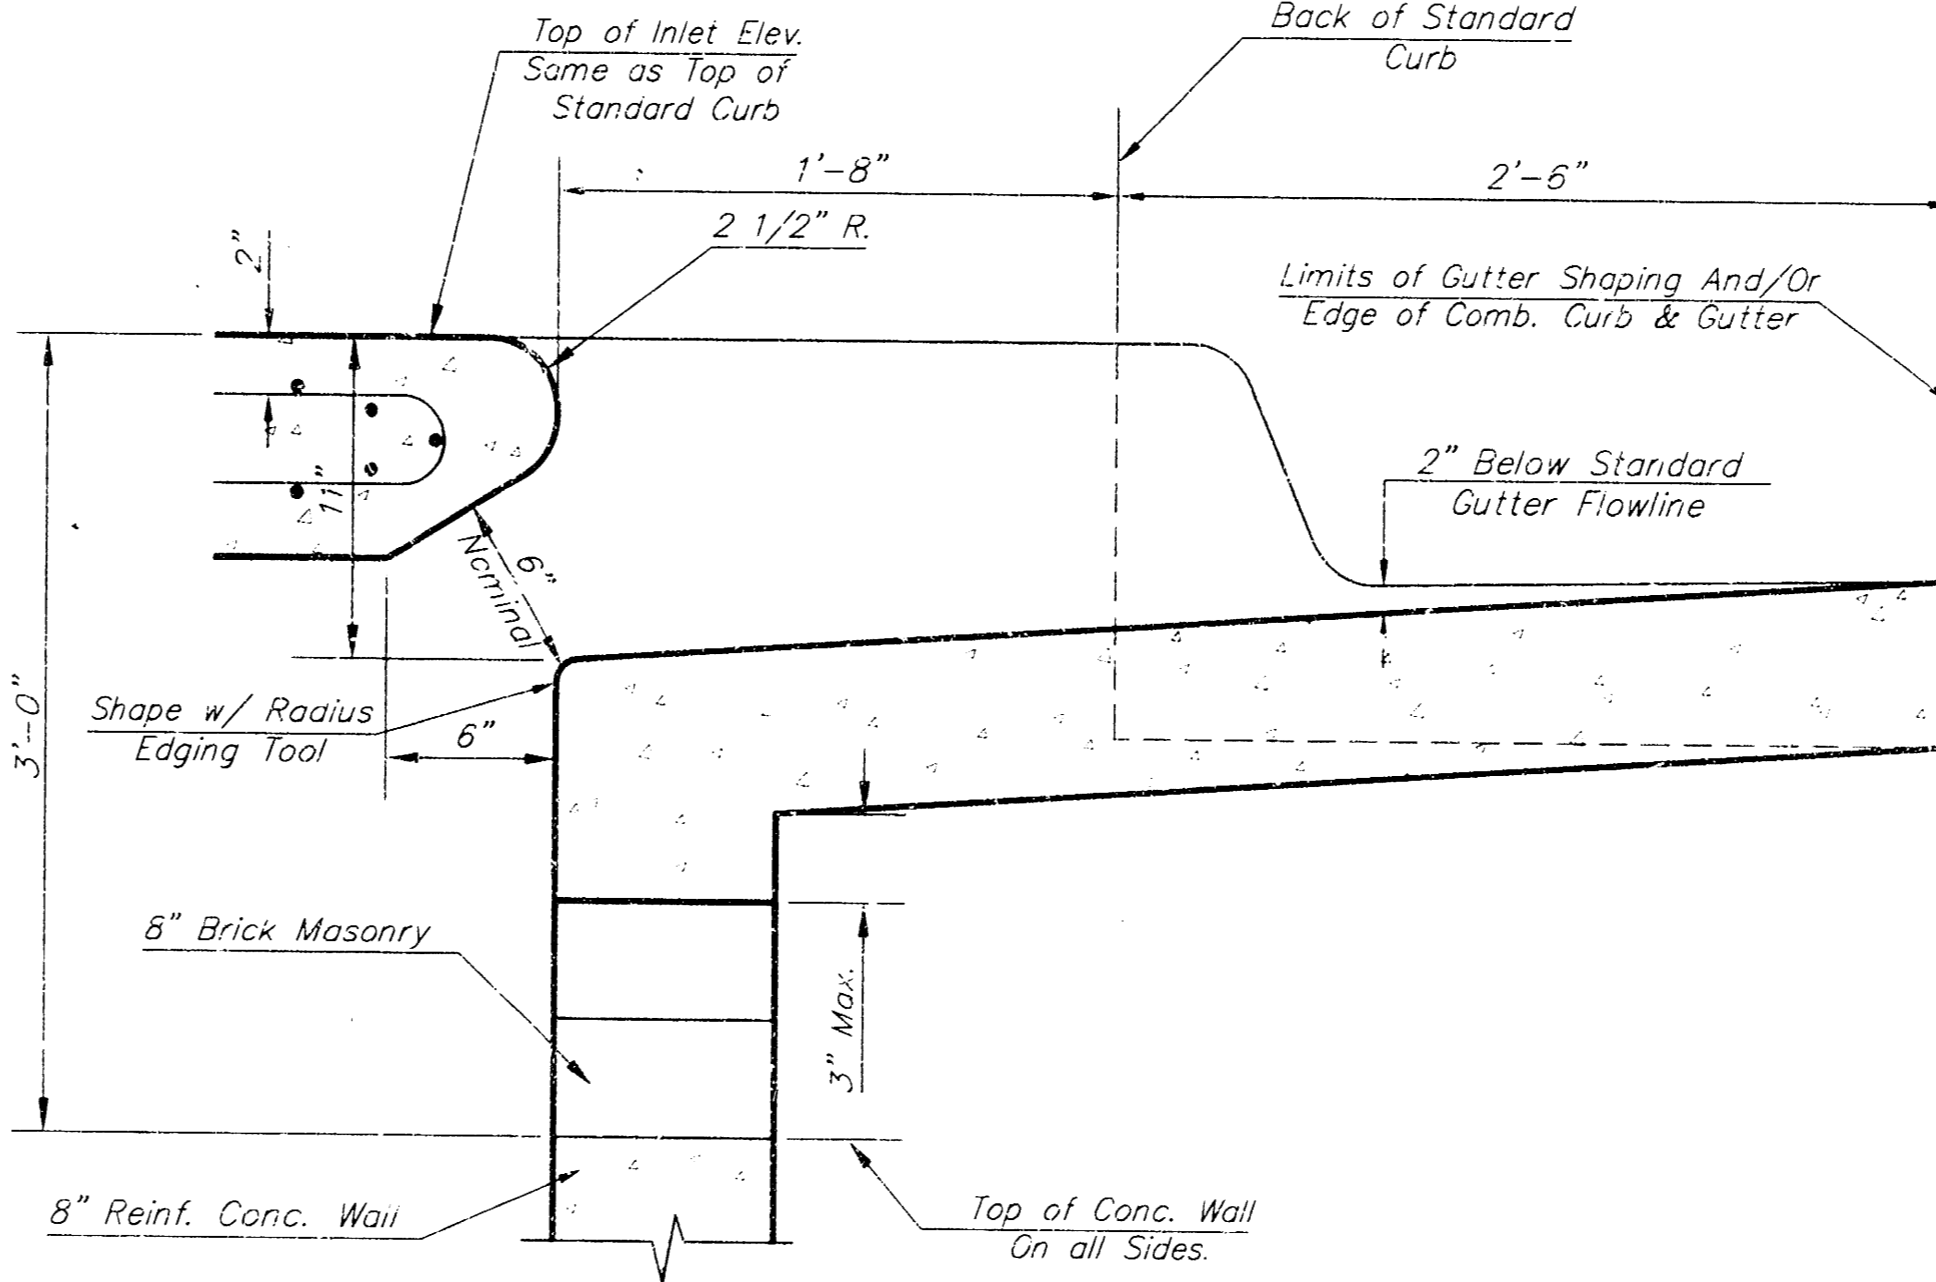 Top of Inlet Elev.
Same as Top of
Standard Curb
Back of Standard
Curb
1'-8"
2'-6"
2 1/2" R.
2"
Limits of Gutter Shaping And/Or
Edge of Comb. Curb & Gutter
11"
2" Below Standard
Gutter Flowline
6"
Nominal
3'-0"
Shape w/ Radius
Edging Tool
6"
8" Brick Masonry
3" Max.
8" Reinf. Conc. Wall
Top of Conc. Wall
On all Sides.